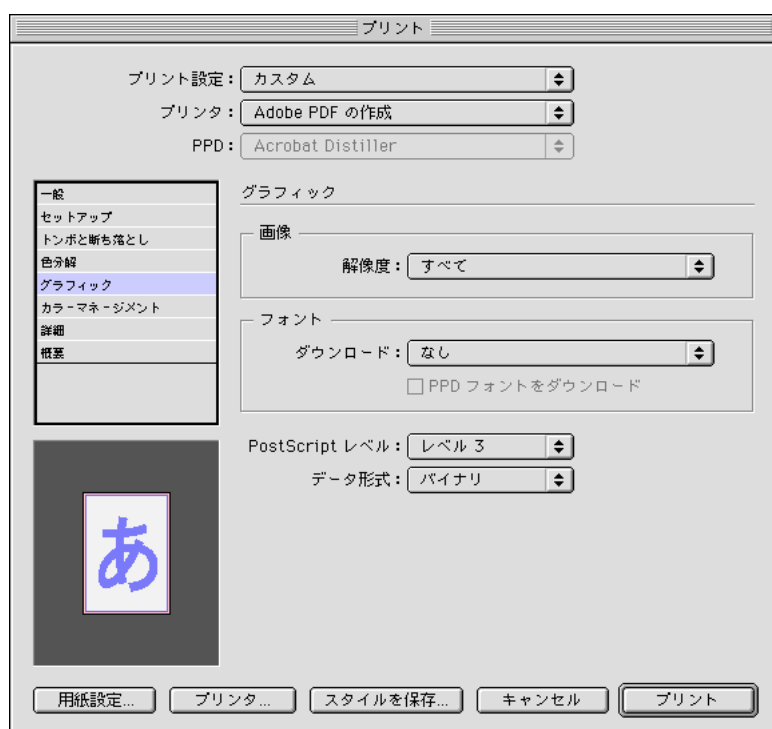 プリント
プリント設定： カスタム
プリンタ： Adobe PDF の作成
PPD： Acrobat Distiller
一般
セットアップ
トンボと断ち落とし
色分解
グラフィック
カラーマネージメント
詳細
概要
グラフィック
画像
解像度： すべて
フォント
ダウンロード： なし
PPD フォントをダウンロード
PostScript レベル： レベル 3
データ形式： バイナリ
あ
用紙設定... プリンタ... スタイルを保存... キャンセル プリント